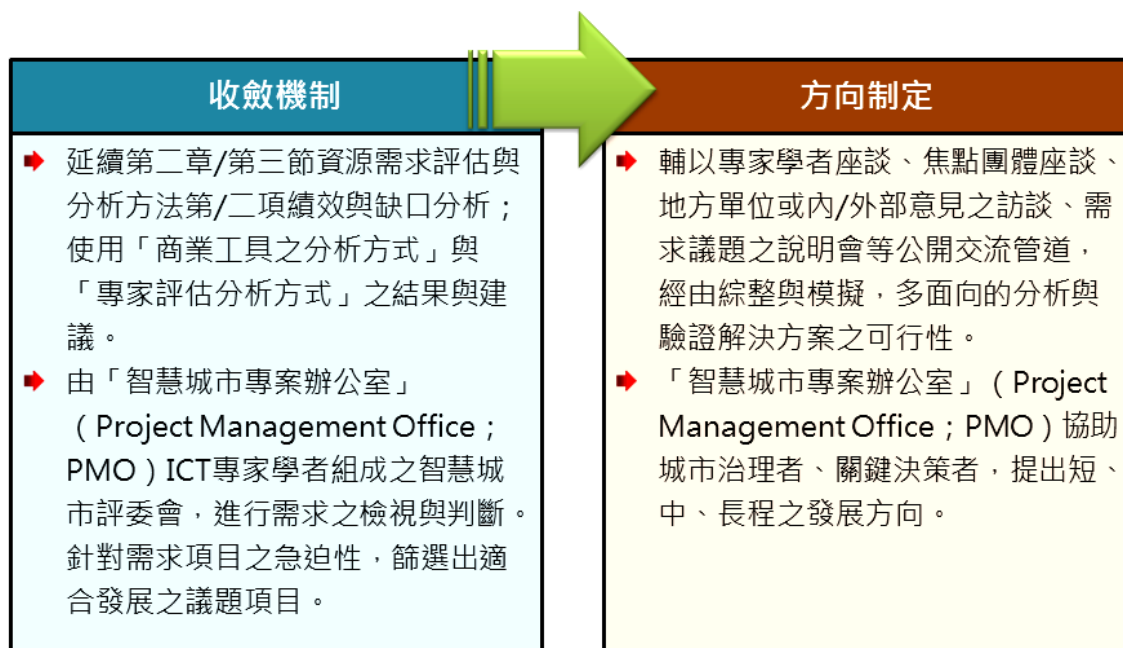 收斂機制
延續第二章/第三節資源需求評估與
分析方法第/二項績效與缺口分析；
使用「商業工具之分析方式」與
「專家評估分析方式」之結果與建
議。
由「智慧城市專案辦公室」
（Project Management Office；
PMO）ICT專家學者組成之智慧城
市評委會，進行需求之檢視與判斷。
針對需求項目之急迫性，篩選出適
合發展之議題項目。
方向制定
輔以專家學者座談、焦點團體座談、
地方單位或內/外部意見之訪談、需
求議題之說明會等公開交流管道，
經由綜整與模擬，多面向的分析與
驗證解決方案之可行性。
「智慧城市專案辦公室」（Project
Management Office；PMO）協助
城市治理者、關鍵決策者，提出短、
中、長程之發展方向。